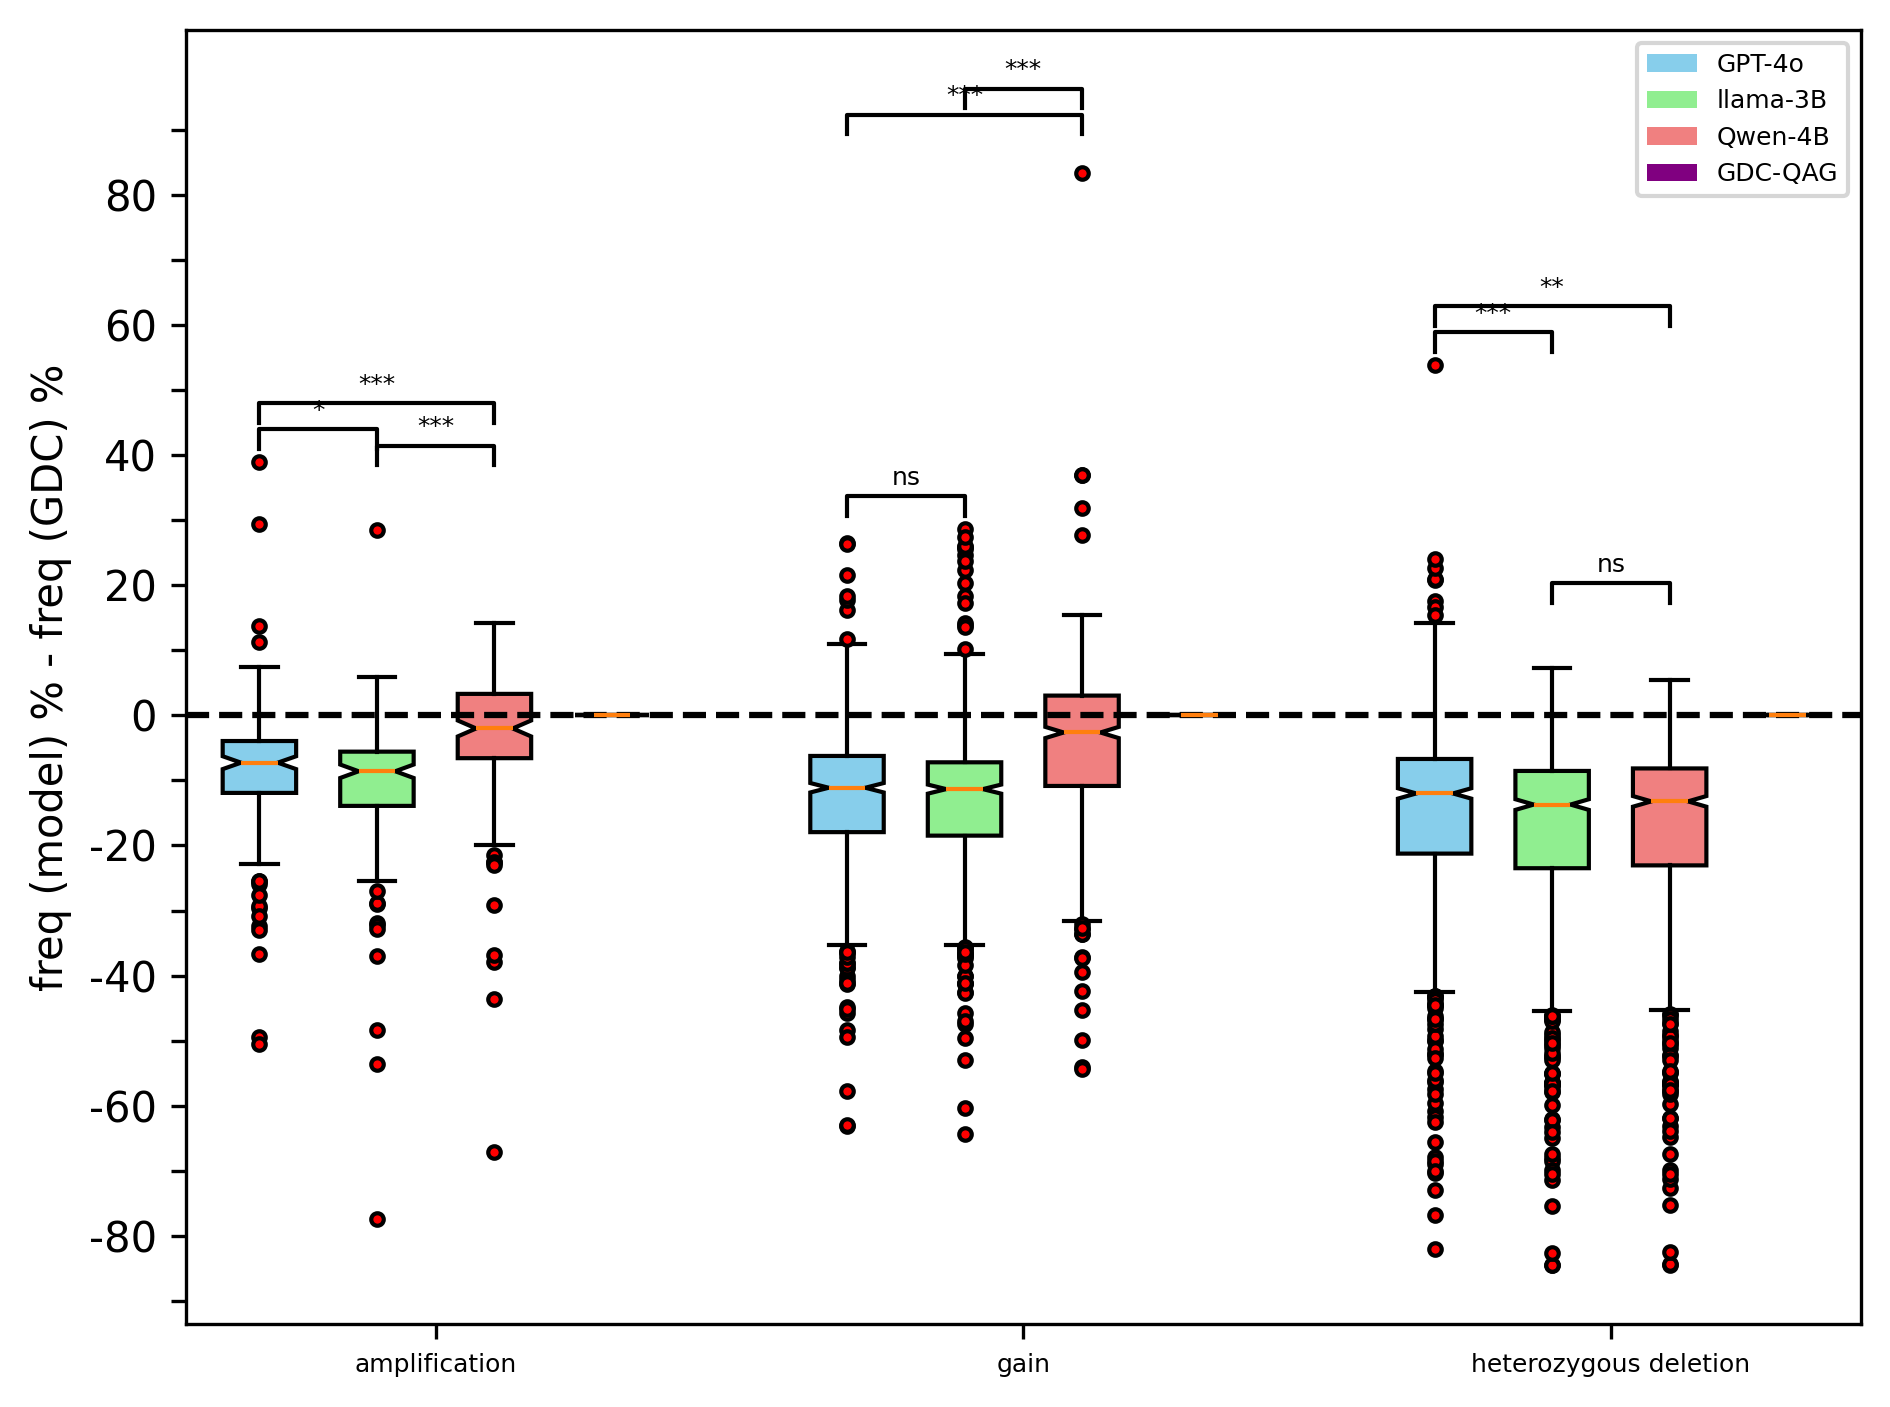 GPT-4o
llama-3B
Qwen-4B
GDC-QAG
***
***
***
*
***
ns
**
***
ns
freq (model) % - freq (GDC) %
80
60
40
20
0
-20
-40
-60
-80
amplification
gain
heterozygous deletion